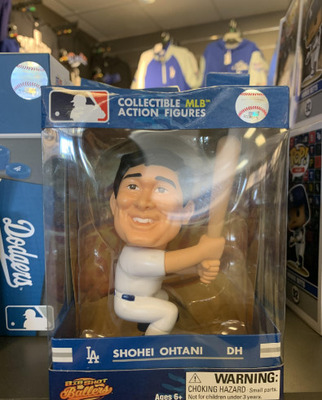 COLLECTIBLE MLB™
ACTION FIGURES
Dodgers
LA SHOHEI OHTANI DH
BIG SHOT
Ballers
Ages 6+
WARNING:
CHOKING HAZARD Small parts.
Not for children under 3 years.